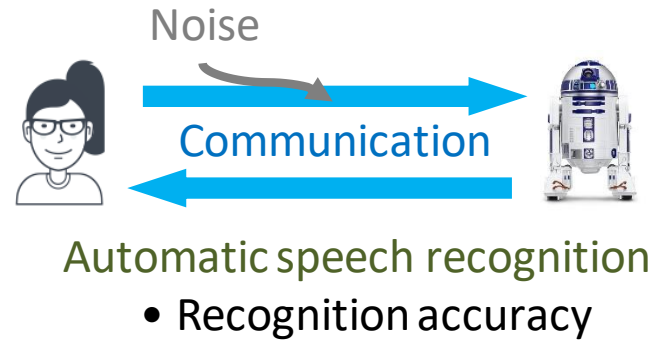 Noise
Communication
Automatic speech recognition
• Recognition accuracy